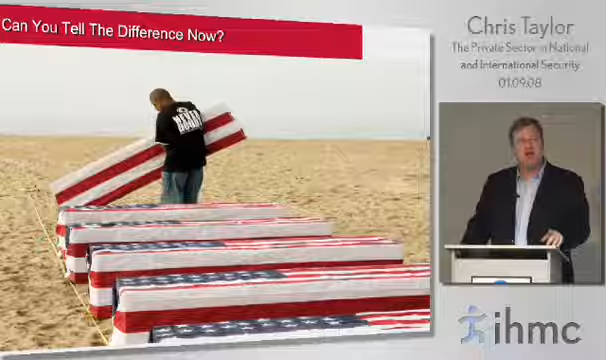 Can You Tell The Difference Now?
Chris Taylor
The Private Sector in National
and International Security
01.09.08
ihmc